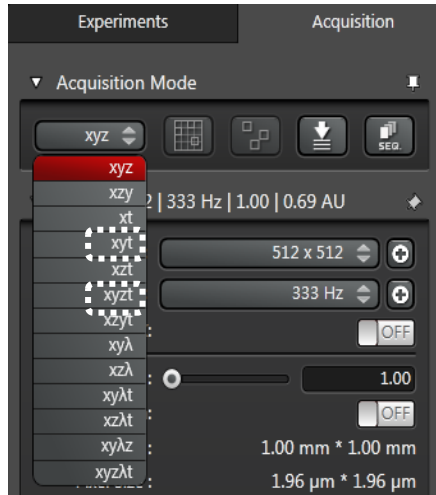 Experiments Acquisition
Acquisition Mode
xyz SEQ.
xyz
xzy
2 | 333 Hz | 1.00 | 0.69 AU
xt
xyt
512 x 512
xzt
xyzt
333 Hz
xzyt
: OFF
xyλ
xzλ
: 1.00
xyλt
: OFF
xzλt
xyλz
: 1.00 mm * 1.00 mm
xyzλt
: 1.96 µm * 1.96 µm